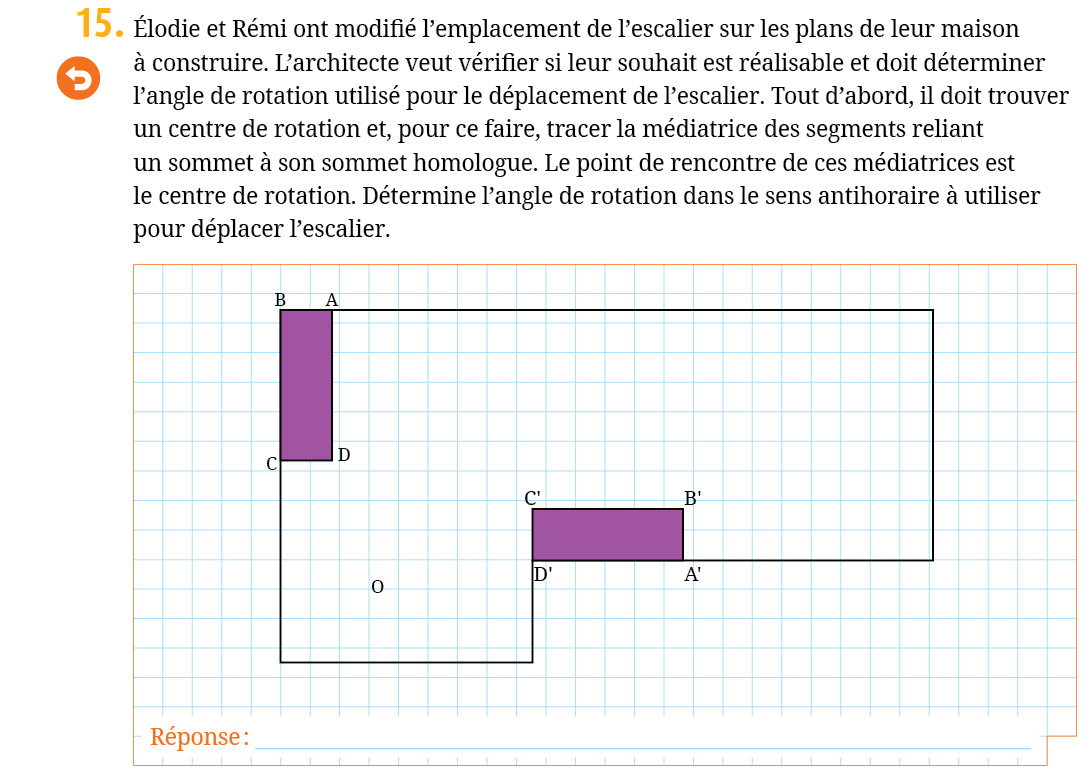 15. Élodie et Rémi ont modifié l’emplacement de l’escalier sur les plans de leur maison
à construire. L’architecte veut vérifier si leur souhait est réalisable et doit déterminer
l’angle de rotation utilisé pour le déplacement de l’escalier. Tout d’abord, il doit trouver
un centre de rotation et, pour ce faire, tracer la médiatrice des segments reliant
un sommet à son sommet homologue. Le point de rencontre de ces médiatrices est
le centre de rotation. Détermine l’angle de rotation dans le sens antihoraire à utiliser
pour déplacer l’escalier.
B A
C D
C' B'
D' A'
O
Réponse :